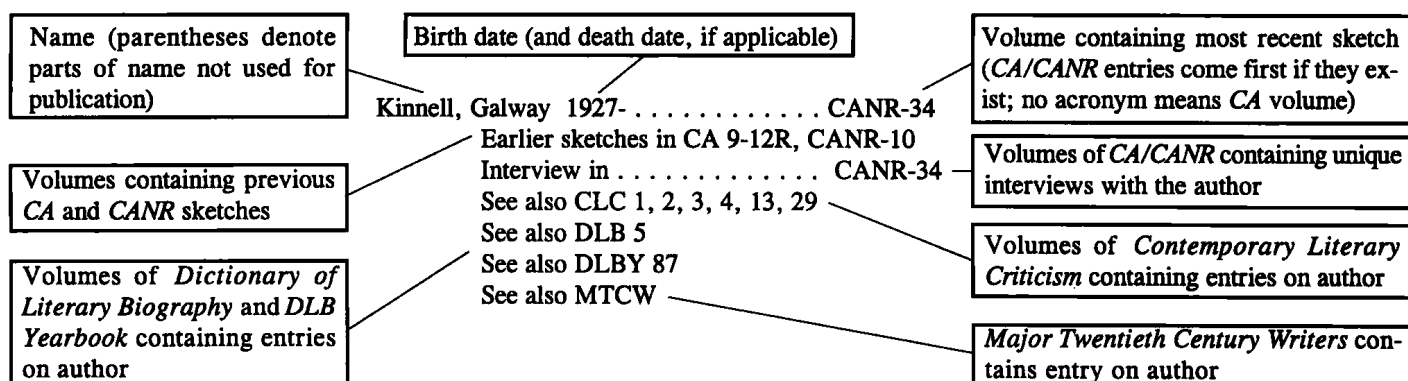 Name (parentheses denote
parts of name not used for
publication)
Birth date (and death date, if applicable)
Volume containing most recent sketch
(CA/CANR entries come first if they ex-
ist; no acronym means CA volume)
Kinnell, Galway 1927- . . . . . . . . . . . . . CANR-34
Earlier sketches in CA 9-12R, CANR-10
Interview in . . . . . . . . . . . . . CANR-34
See also CLC 1, 2, 3, 4, 13, 29
See also DLB 5
See also DLBY 87
See also MTCW
Volumes containing previous
CA and CANR sketches
Volumes of CA/CANR containing unique
interviews with the author
Volumes of Dictionary of
Literary Biography and DLB
Yearbook containing entries
on author
Volumes of Contemporary Literary
Criticism containing entries on author
Major Twentieth Century Writers con-
tains entry on author